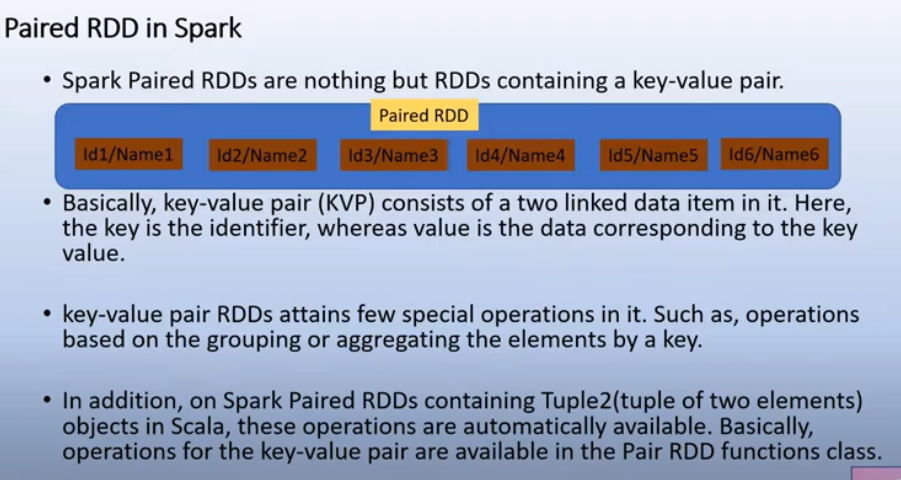 Paired RDD in Spark
• Spark Paired RDDs are nothing but RDDs containing a key-value pair.
Paired RDD
Id1/Name1 Id2/Name2 Id3/Name3 Id4/Name4 Id5/Name5 Id6/Name6
• Basically, key-value pair (KVP) consists of a two linked data item in it. Here,
the key is the identifier, whereas value is the data corresponding to the key
value.
• key-value pair RDDs attains few special operations in it. Such as, operations
based on the grouping or aggregating the elements by a key.
• In addition, on Spark Paired RDDs containing Tuple2(tuple of two elements)
objects in Scala, these operations are automatically available. Basically,
operations for the key-value pair are available in the Pair RDD functions class.